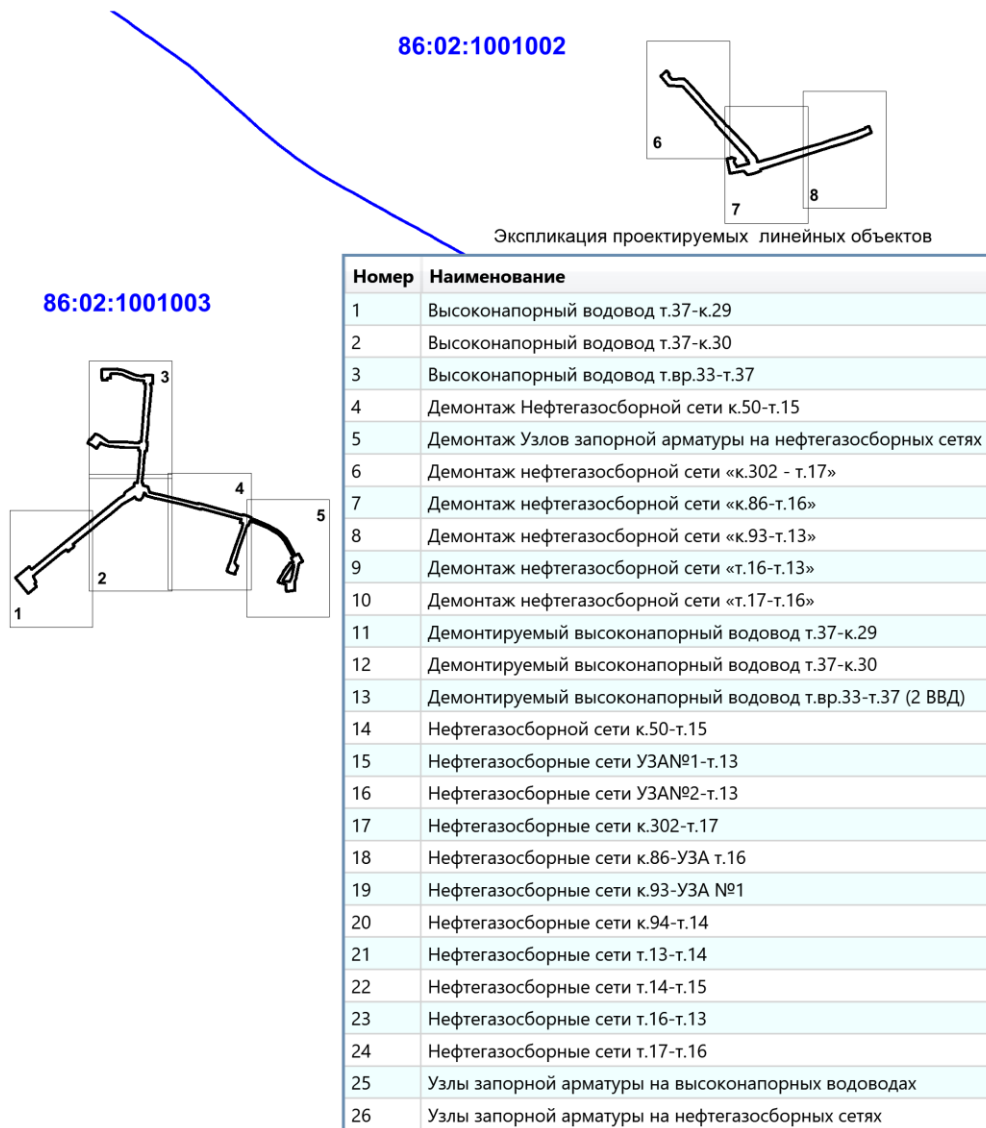 86:02:1001002
6
7
8
Экспликация проектируемых линейных объектов
86:02:1001003
3
4
5
2
1
Номер Наименование
1 Высоконапорный водовод т.37-к.29
2 Высоконапорный водовод т.37-к.30
3 Высоконапорный водовод т.вр.33-т.37
4 Демонтаж Нефтегазосборной сети к.50-т.15
5 Демонтаж Узлов запорной арматуры на нефтегазосборных сетях
6 Демонтаж нефтегазосборной сети «к.302 - т.17»
7 Демонтаж нефтегазосборной сети «к.86-т.16»
8 Демонтаж нефтегазосборной сети «к.93-т.13»
9 Демонтаж нефтегазосборной сети «т.16-т.13»
10 Демонтаж нефтегазосборной сети «т.17-т.16»
11 Демонтируемый высоконапорный водовод т.37-к.29
12 Демонтируемый высоконапорный водовод т.37-к.30
13 Демонтируемый высоконапорный водовод т.вр.33-т.37 (2 ВВД)
14 Нефтегазосборной сети к.50-т.15
15 Нефтегазосборные сети УЗА№1-т.13
16 Нефтегазосборные сети УЗА№2-т.13
17 Нефтегазосборные сети к.302-т.17
18 Нефтегазосборные сети к.86-УЗА т.16
19 Нефтегазосборные сети к.93-УЗА №1
20 Нефтегазосборные сети к.94-т.14
21 Нефтегазосборные сети т.13-т.14
22 Нефтегазосборные сети т.14-т.15
23 Нефтегазосборные сети т.16-т.13
24 Нефтегазосборные сети т.17-т.16
25 Узлы запорной арматуры на высоконапорных водоводах
26 Узлы запорной арматуры на нефтегазосборных сетях